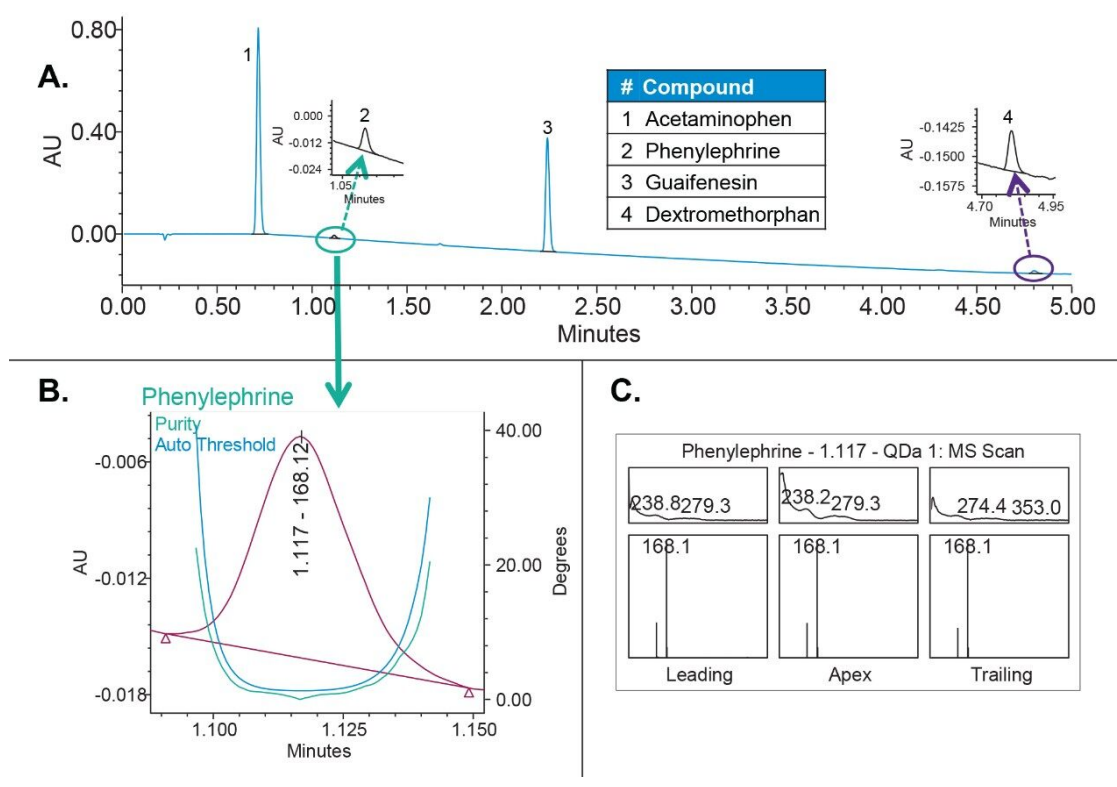 A.
0.80
0.40
0.00
AU
1
0.000
-0.012
-0.024
AU
2
1.05
Minutes
3
# Compound
1 Acetaminophen
2 Phenylephrine
3 Guaifenesin
4 Dextromethorphan
4
-0.1425
-0.1500
-0.1575
AU
4.70 4.95
Minutes
0.00 0.50 1.00 1.50 2.00 2.50 3.00 3.50 4.00 4.50 5.00
Minutes
B.
Phenylephrine
Purity
Auto Threshold
-0.006
-0.012
-0.018
AU
1.117 - 168.12
40.00
20.00
0.00
Degrees
1.100 1.125 1.150
Minutes
C.
Phenylephrine - 1.117 - QDa 1: MS Scan
238.8 279.3
238.2 279.3
274.4 353.0
168.1 168.1 168.1
Leading Apex Trailing